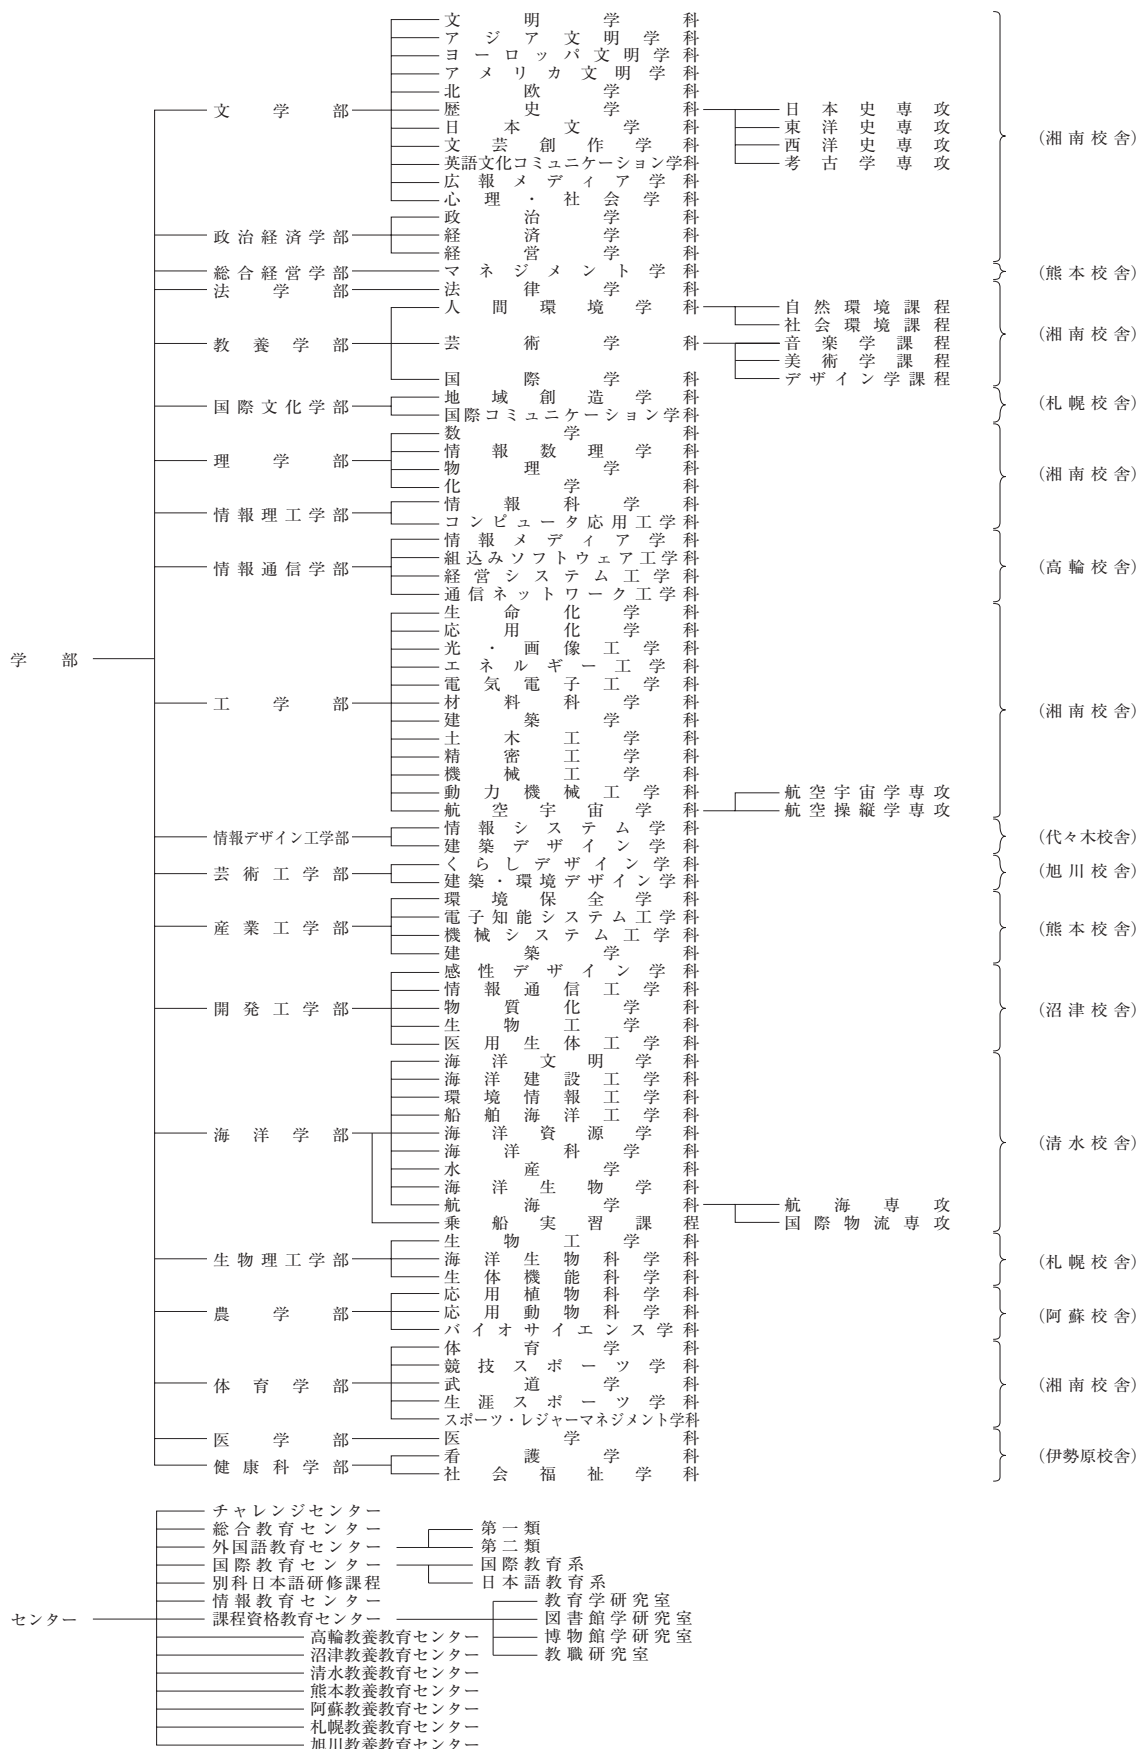 文明学科
アジア文明学科
ヨーロッパ文明学科
アメリカ文明学科
北欧学科
文学部 歴史学科 日本史専攻
日本文学科 東洋史専攻
(湘南校舎)
文芸創作学科 西洋史専攻
英語文化コミュニケーション学科 考古学専攻
広報メディア学科
心理・社会学科
政治学科
政治経済学部 経済学科
経営学科
総合経営学部 マネジメント学科 (熊本校舎)
法学部 法律学科
人間環境学科 自然環境課程
社会環境課程
(湘南校舎)
教養学部 芸術学科 音楽学課程
美術学課程
国際学科 デザイン学課程
地域創造学科
国際文化学部 (札幌校舎)
国際コミュニケーション学科
数学科
情報数理学科
理学部
物理学科
(湘南校舎)
化学科
情報科学科
情報理工学部
コンピュータ応用工学科
情報メディア学科
組込みソフトウェア工学科
情報通信学部 (高輪校舎)
経営システム工学科
通信ネットワーク工学科
生命化学科
応用化学科
光・画像工学科
学部
エネルギー工学科
電気電子工学科
工学部 材料科学科
(湘南校舎)
建築学科
土木工学科
精密工学科
機械工学科
動力機械工学科 航空宇宙学専攻
航空宇宙学科 航空操縦学専攻
情報システム学科
情報デザイン工学部 (代々木校舎)
建築デザイン学科
くらしデザイン学科
芸術工学部 (旭川校舎)
建築・環境デザイン学科
環境保全学科
電子知能システム工学科
産業工学部 (熊本校舎)
機械システム工学科
建築学科
感性デザイン学科
情報通信工学科
開発工学部 物質化学科 (沼津校舎)
生物工学科
医用生体工学科
海洋文明学科
海洋建設工学科
環境情報工学科
船舶海洋工学科
海洋学部 海洋資源学科
(清水校舎)
海洋科学科
水産学科
海洋生物学科
航海学科 航海専攻
乗船実習課程 国際物流専攻
生物工学科
生物理工学部 海洋生物科学科 (札幌校舎)
生体機能科学科
応用植物科学科
農学部 応用動物科学科 (阿蘇校舎)
バイオサイエンス学科
体育学科
競技スポーツ学科
体育学部 武道学科 (湘南校舎)
生涯スポーツ学科
スポーツ・レジャーマネジメント学科
医学部 医学科
看護学科
健康科学部 (伊勢原校舎)
社会福祉学科
チャレンジセンター
総合教育センター 第一類
外国語教育センター 第二類
国際教育センター 国際教育系
別科日本語研修課程 日本語教育系
情報教育センター 教育学研究室
センター 課程資格教育センター 図書館学研究室
高輪教養教育センター 博物館学研究室
沼津教養教育センター 教職研究室
清水教養教育センター
熊本教養教育センター
阿蘇教養教育センター
札幌教養教育センター
旭川教養教育センター